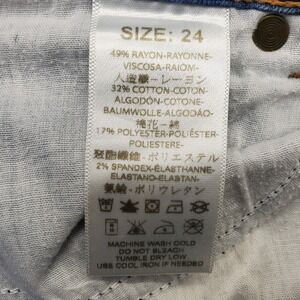 SIZE: 24
49% RAYON-RAYONNE-
VISCOSA-RAIOM-
人造纖-レーヨン
32% COTTON-COTON-
ALGODÓN-COTONE-
BAUMWOLLE-ALGODÃO-
棉花-綿
17% POLYESTER-POLIÉSTER-
POLIESTERE-
聚酯纖維-ポリエステル
2% SPANDEX-ÉLASTHANNE-
ELASTANO-ELASTAN-
氨綸-ポリウレタン
MACHINE WASH COLD
DO NOT BLEACH
TUMBLE DRY LOW
USE COOL IRON IF NEEDED